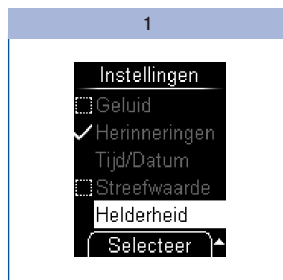 1
Instellingen
Geluid
Herinneringen
Tijd/Datum
Streefwaarde
Helderheid
Selecteer